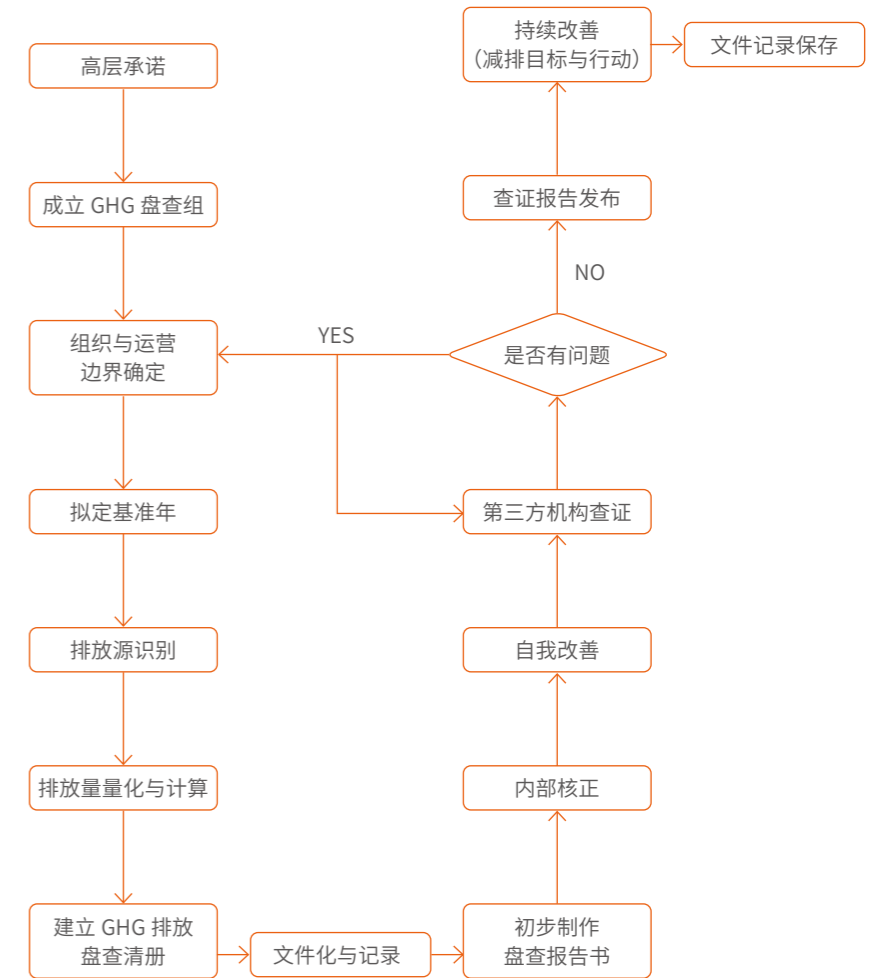 高层承诺
成立 GHG 盘查组
组织与运营
边界确定
拟定基准年
排放源识别
排放量量化与计算
建立 GHG 排放
盘查清册
文件化与记录
初步制作
盘查报告书
内部核正
自我改善
第三方机构查证
是否有问题
YES
NO
查证报告发布
持续改善
（减排目标与行动）
文件记录保存